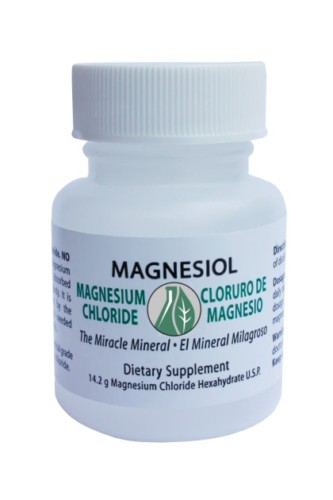 MAGNESIOL
MAGNESIUM
CHLORIDE
CLORURO DE
MAGNESIO
The Miracle Mineral • El Mineral Milagroso
Dietary Supplement
14.2 g Magnesium Chloride Hexahydrate U.S.P.